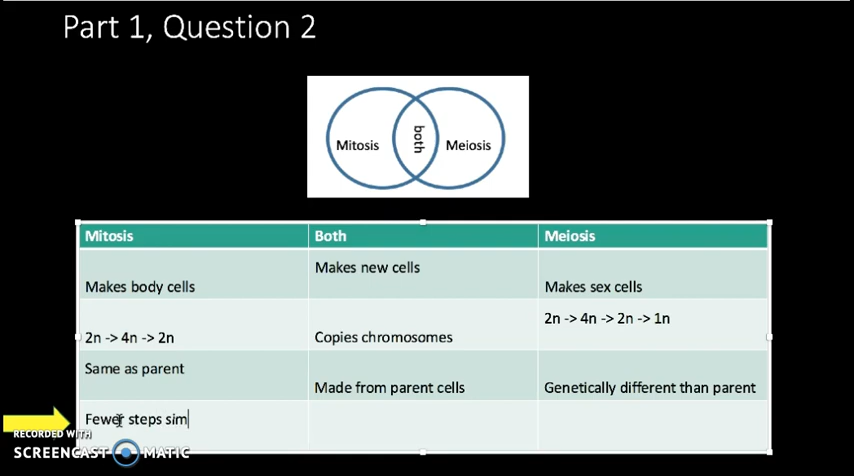 Part 1, Question 2
Mitosis both Meiosis
Mitosis Both Meiosis
Makes body cells Makes new cells Makes sex cells
2n -> 4n -> 2n Copies chromosomes 2n -> 4n -> 2n -> 1n
Same as parent Made from parent cells Genetically different than parent
Fewer steps sim
RECORDED WITH
SCREENCAST MATIC